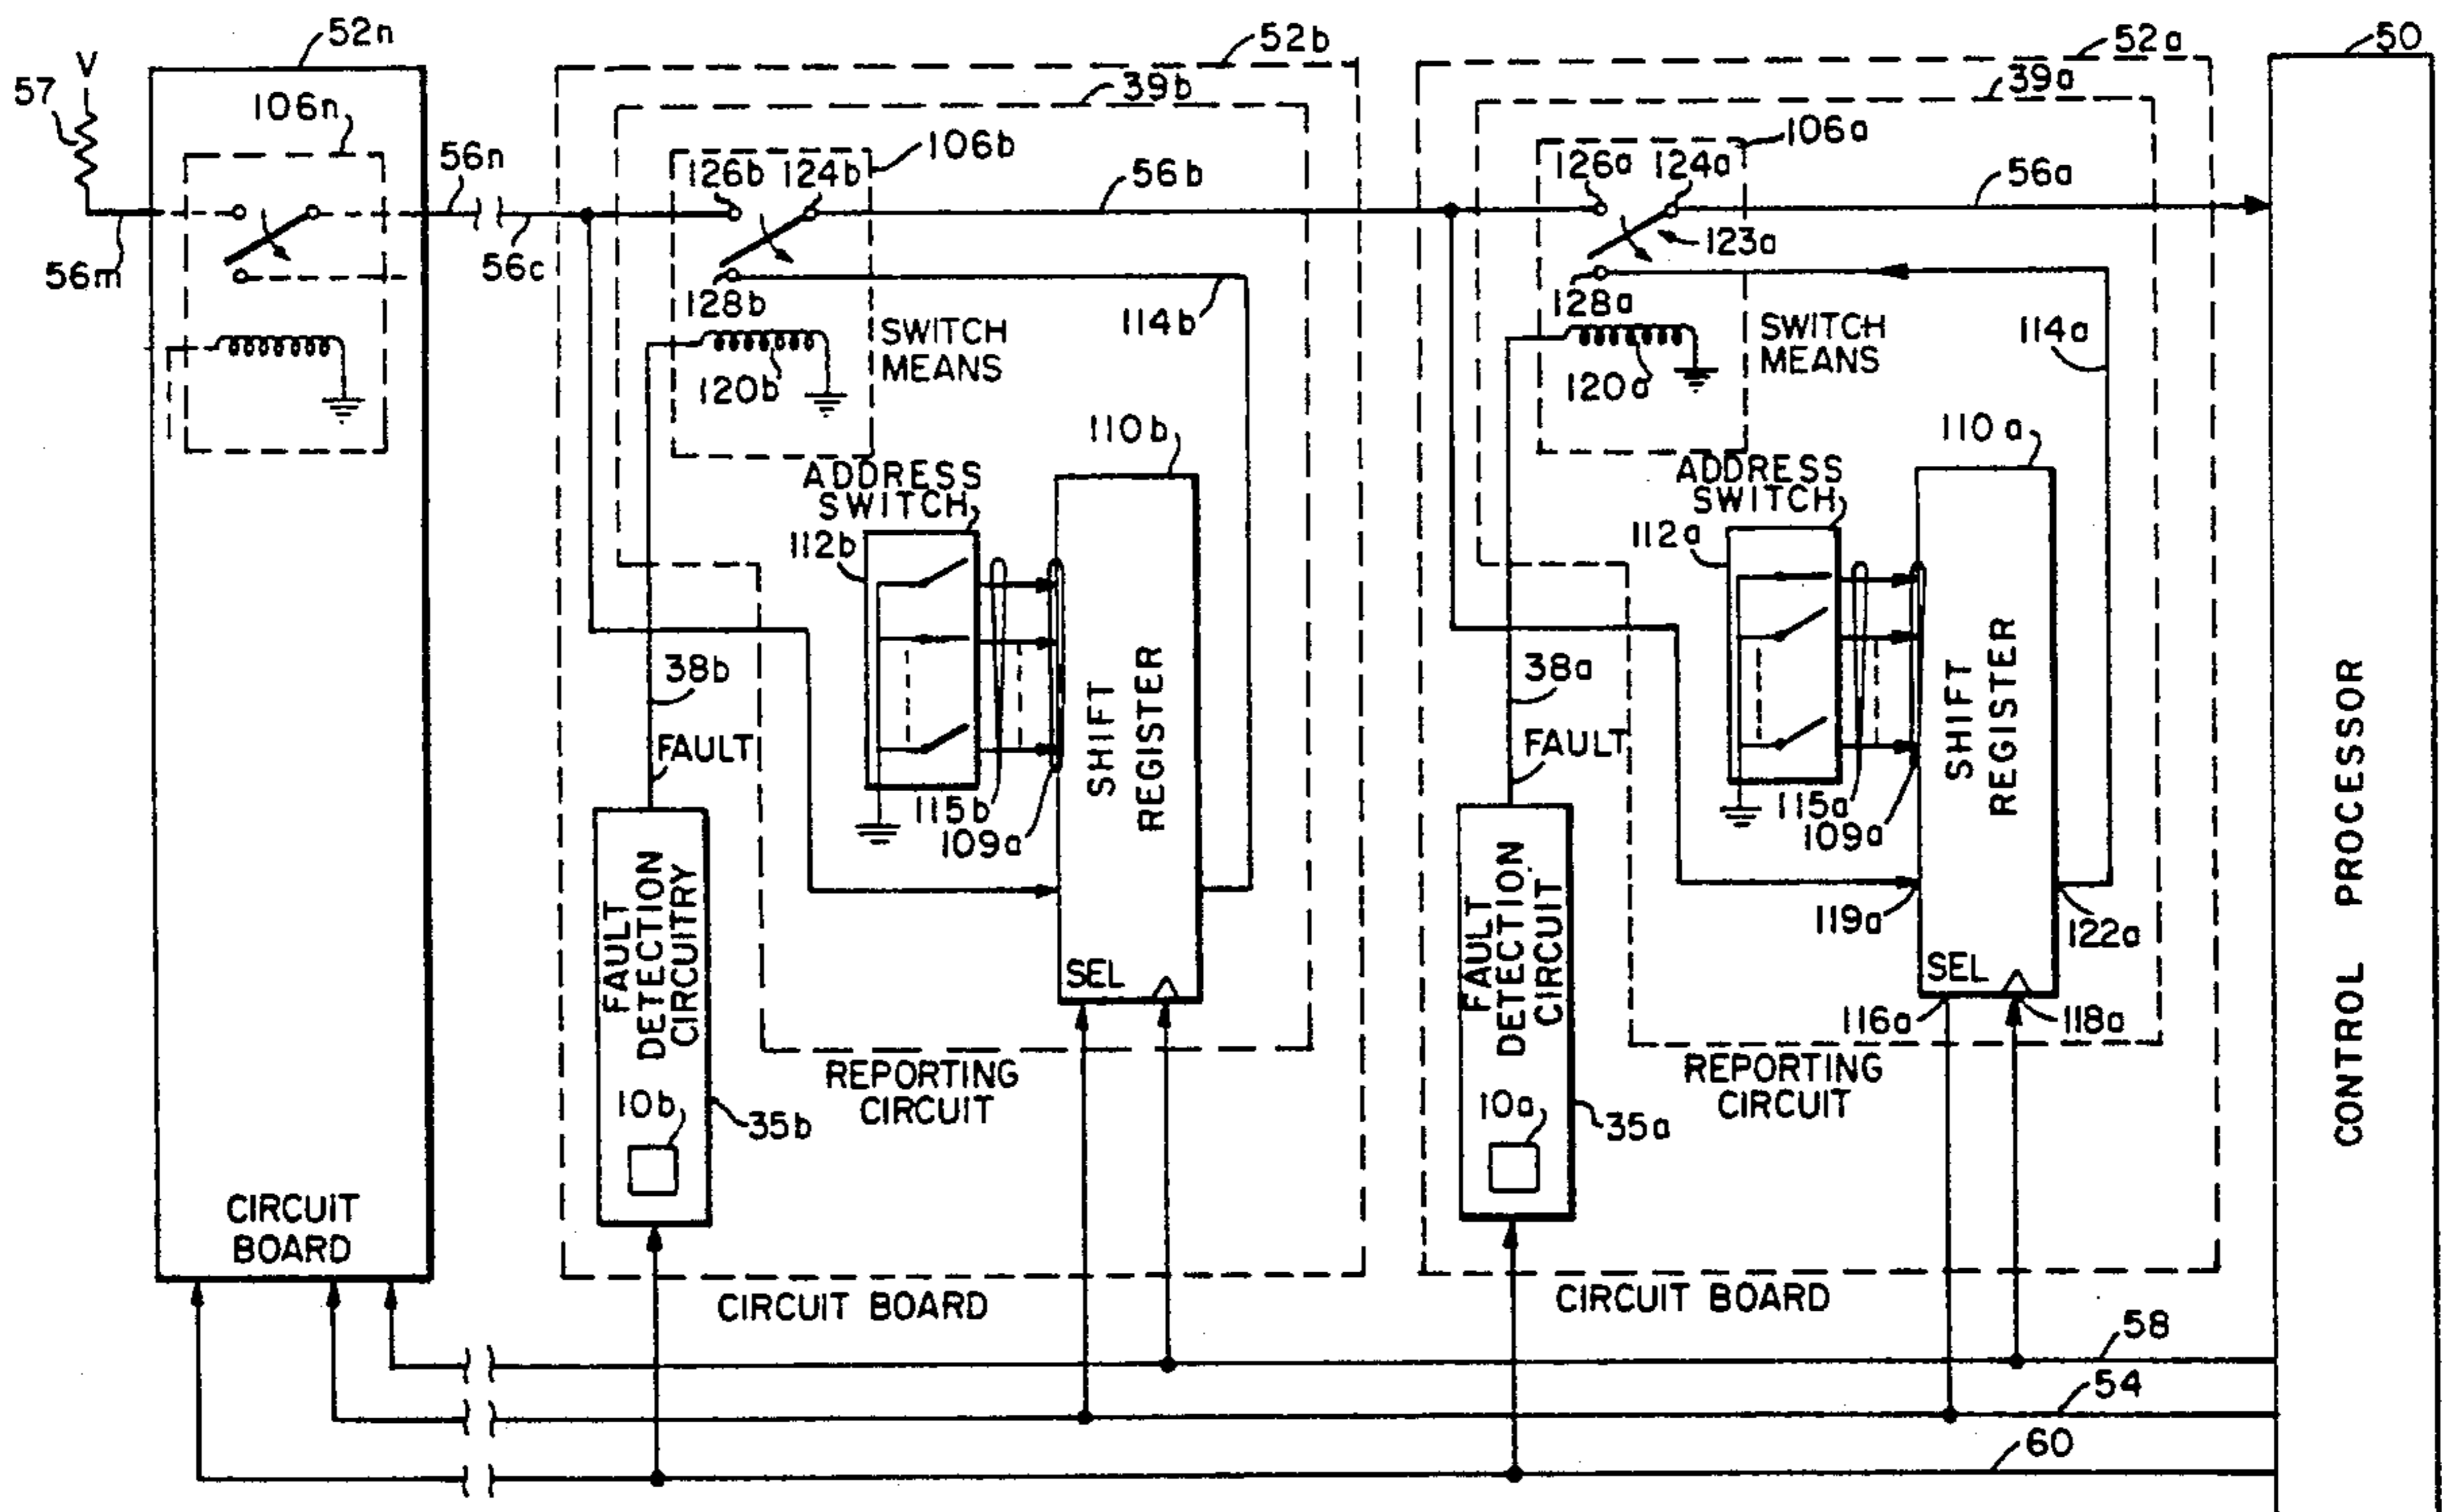 52n
52b
52a
50
V
57
106n
39b
39a
106b
106a
56n
126b
124b
56b
126a
124a
56a
123a
56m
56c
128b
114b
128a
114a
SWITCH
MEANS
SWITCH
MEANS
120b
120a
110b
110a
ADDRESS
SWITCH
ADDRESS
SWITCH
112b
112a
38b
38a
FAULT
FAULT
SHIFT
REGISTER
SHIFT
REGISTER
CONTROL PROCESSOR
115b
109a
115a
109a
FAULT
DETECTION
CIRCUITRY
FAULT
DETECTION
CIRCUIT
119a
122a
SEL
SEL
116a
118a
REPORTING
CIRCUIT
REPORTING
CIRCUIT
10b
35b
10a
35a
CIRCUIT
BOARD
CIRCUIT BOARD
CIRCUIT BOARD
58
54
60